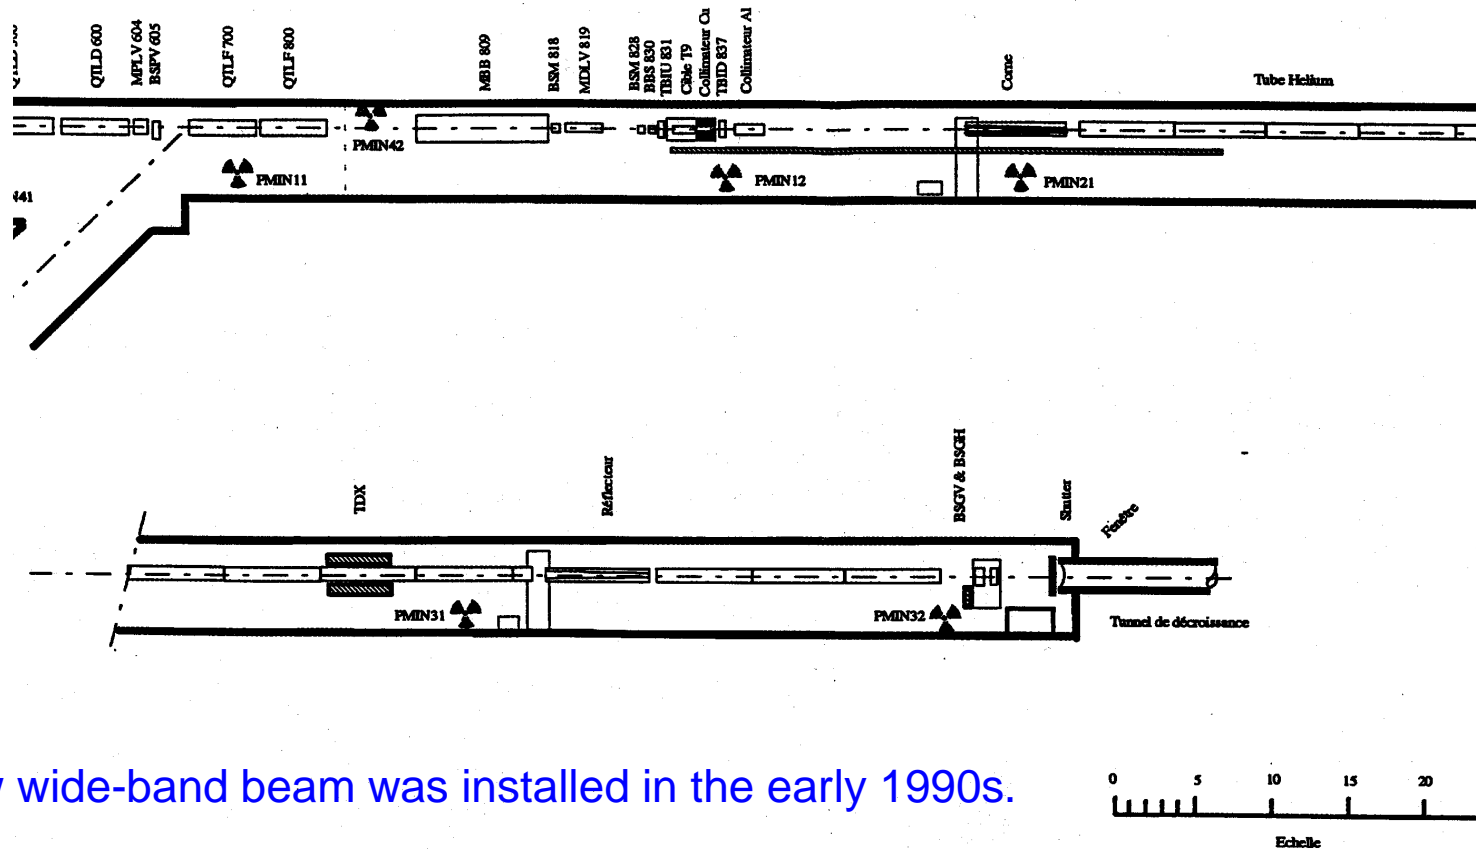 QTLD 600
MPLV 604
BSPV 605
QTLF 700
QTLF 800
MBB 809
BSM 818
MDLV 819
BSM 828
BBS 830
TBIU 831
Cible T9
Collimateur Cu
TBID 837
Collimateur Al
Corne
Tube Helium
PMIN42
PMIN11
PMIN12
PMIN21
N41
TDX
Réflecteur
BSGV & BSGH
Shutter
Fenêtre
PMIN31
PMIN32
Tunnel de décroissance
wide-band beam was installed in the early 1990s.
0 5 10 15 20
Echelle